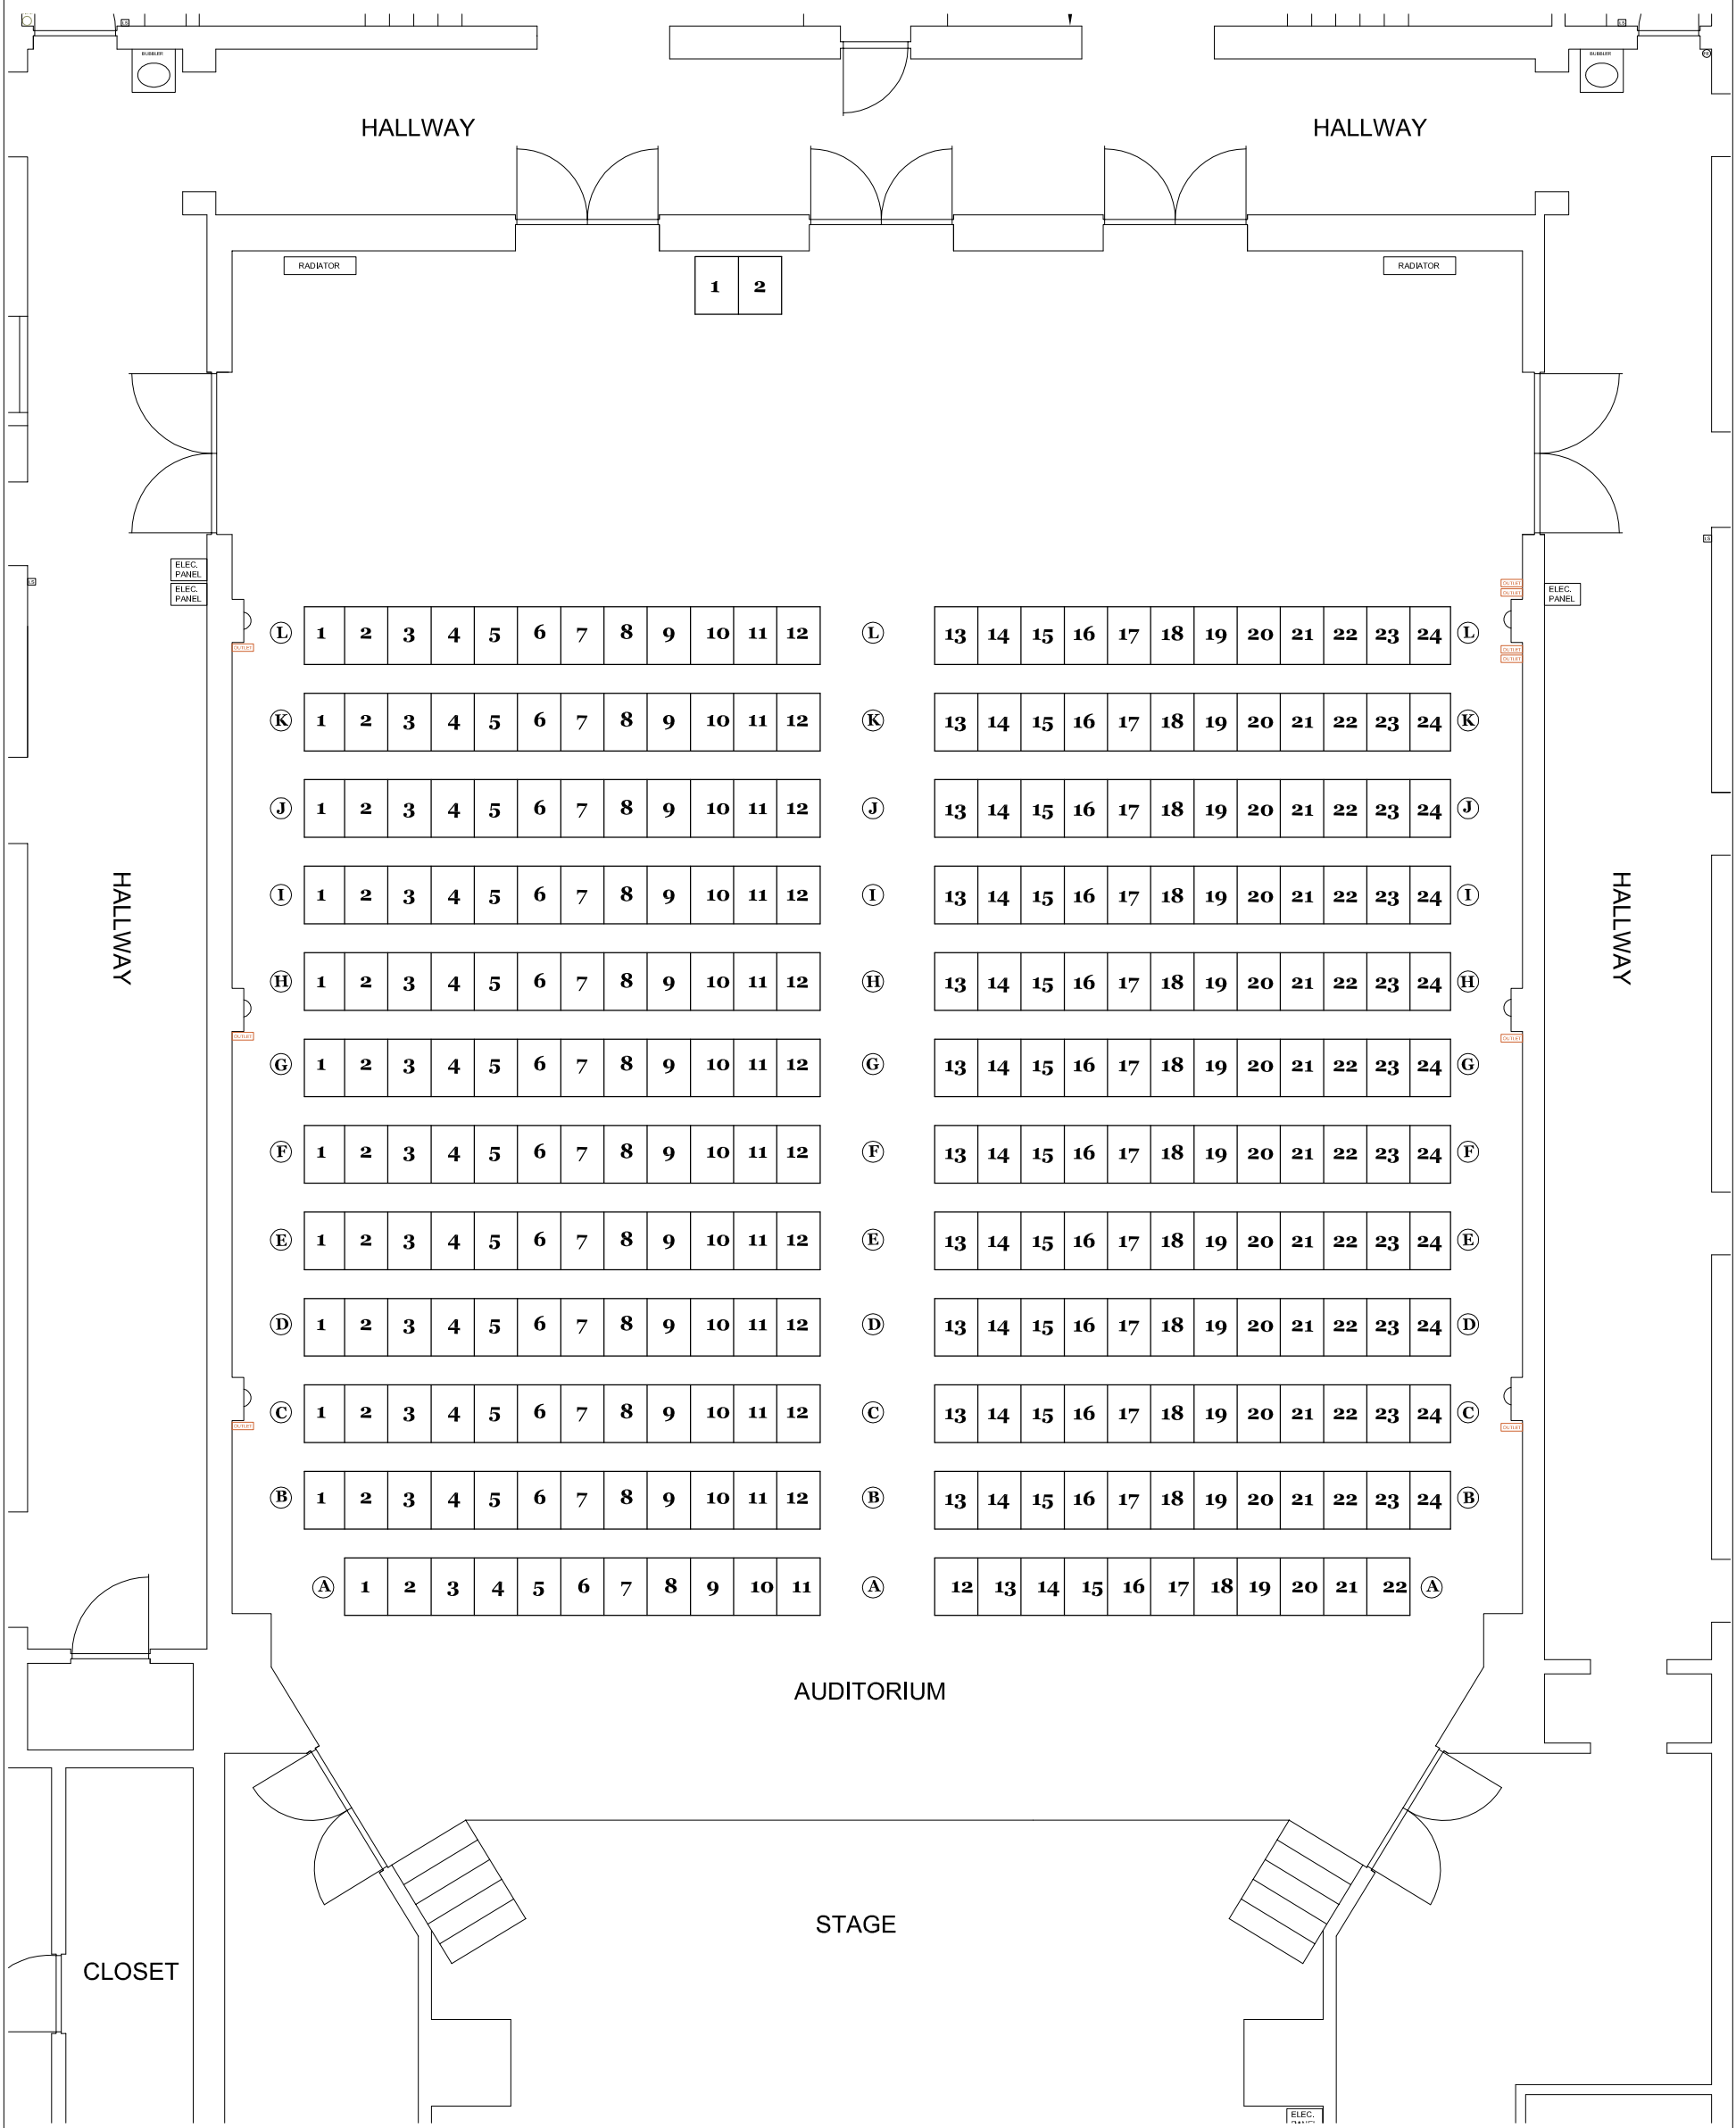 BUBBLER BUBBLER
HALLWAY HALLWAY
RADIATOR RADIATOR
1 2
ELEC.
PANEL
ELEC.
PANEL
ELEC.
PANEL
OUTLET
OUTLET
L 1 2 3 4 5 6 7 8 9 10 11 12 L 13 14 15 16 17 18 19 20 21 22 23 24 L
OUTLET OUTLET
OUTLET
K 1 2 3 4 5 6 7 8 9 10 11 12 K 13 14 15 16 17 18 19 20 21 22 23 24 K
J 1 2 3 4 5 6 7 8 9 10 11 12 J 13 14 15 16 17 18 19 20 21 22 23 24 J
I 1 2 3 4 5 6 7 8 9 10 11 12 I 13 14 15 16 17 18 19 20 21 22 23 24 I
HALLWAY HALLWAY
H 1 2 3 4 5 6 7 8 9 10 11 12 H 13 14 15 16 17 18 19 20 21 22 23 24 H
OUTLET OUTLET
G 1 2 3 4 5 6 7 8 9 10 11 12 G 13 14 15 16 17 18 19 20 21 22 23 24 G
F 1 2 3 4 5 6 7 8 9 10 11 12 F 13 14 15 16 17 18 19 20 21 22 23 24 F
E 1 2 3 4 5 6 7 8 9 10 11 12 E 13 14 15 16 17 18 19 20 21 22 23 24 E
D 1 2 3 4 5 6 7 8 9 10 11 12 D 13 14 15 16 17 18 19 20 21 22 23 24 D
C 1 2 3 4 5 6 7 8 9 10 11 12 C 13 14 15 16 17 18 19 20 21 22 23 24 C
OUTLET OUTLET
B 1 2 3 4 5 6 7 8 9 10 11 12 B 13 14 15 16 17 18 19 20 21 22 23 24 B
A 1 2 3 4 5 6 7 8 9 10 11 A 12 13 14 15 16 17 18 19 20 21 22 A
AUDITORIUM
STAGE
CLOSET
ELEC.